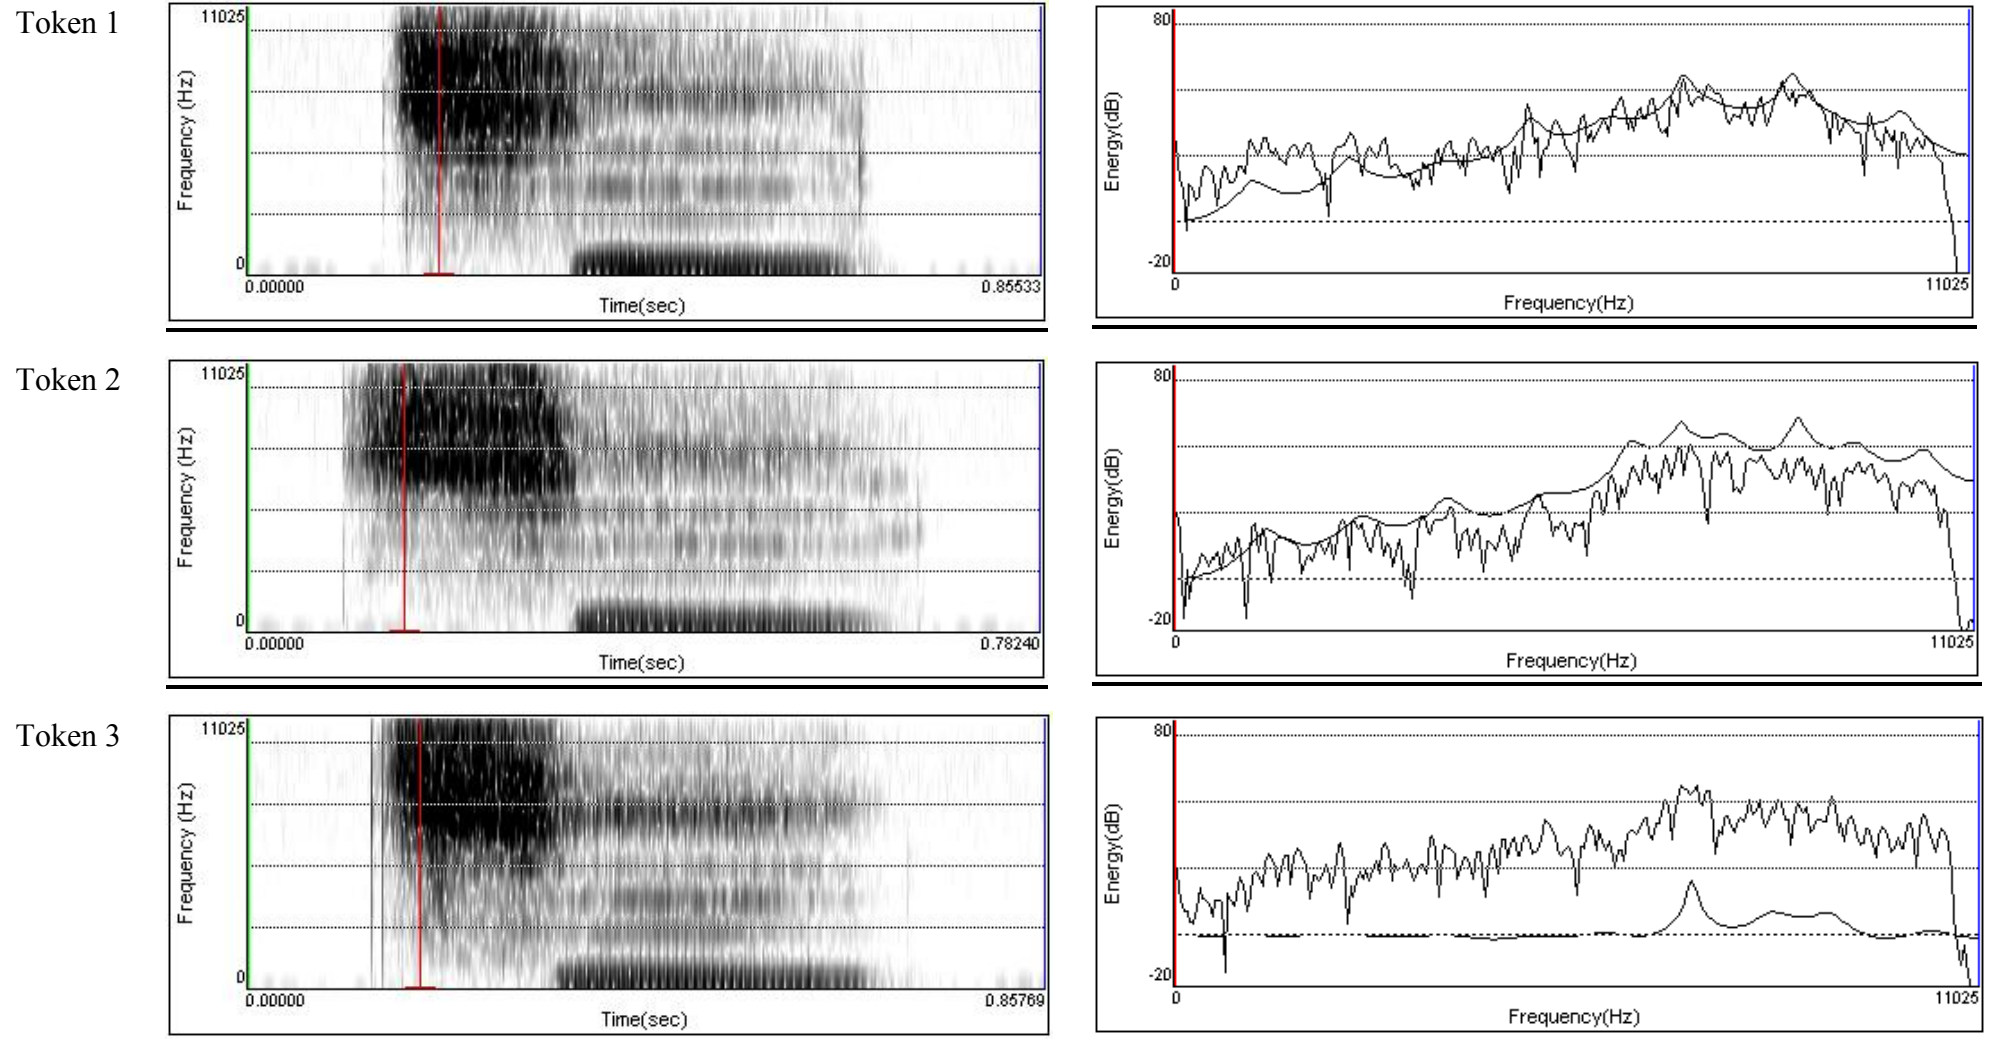 Token 1
11025
Frequency (Hz)
0
0.00000
0.85533
Time(sec)
80
Energy(dB)
-20
0
11025
Frequency(Hz)
Token 2
11025
Frequency (Hz)
0
0.00000
0.78240
Time(sec)
80
Energy(dB)
-20
0
11025
Frequency(Hz)
Token 3
11025
Frequency (Hz)
0
0.00000
0.85769
Time(sec)
80
Energy(dB)
-20
0
11025
Frequency(Hz)